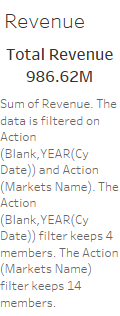 Revenue
Total Revenue
986.62M
Sum of Revenue. The
data is filtered on
Action
(Blank,YEAR(Cy
Date)) and Action
(Markets Name). The
Action
(Blank,YEAR(Cy
Date)) filter keeps 4
members. The Action
(Markets Name)
filter keeps 14
members.